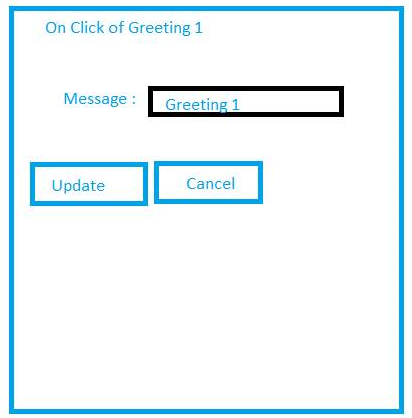 On Click of Greeting 1
Message : Greeting 1
Update Cancel